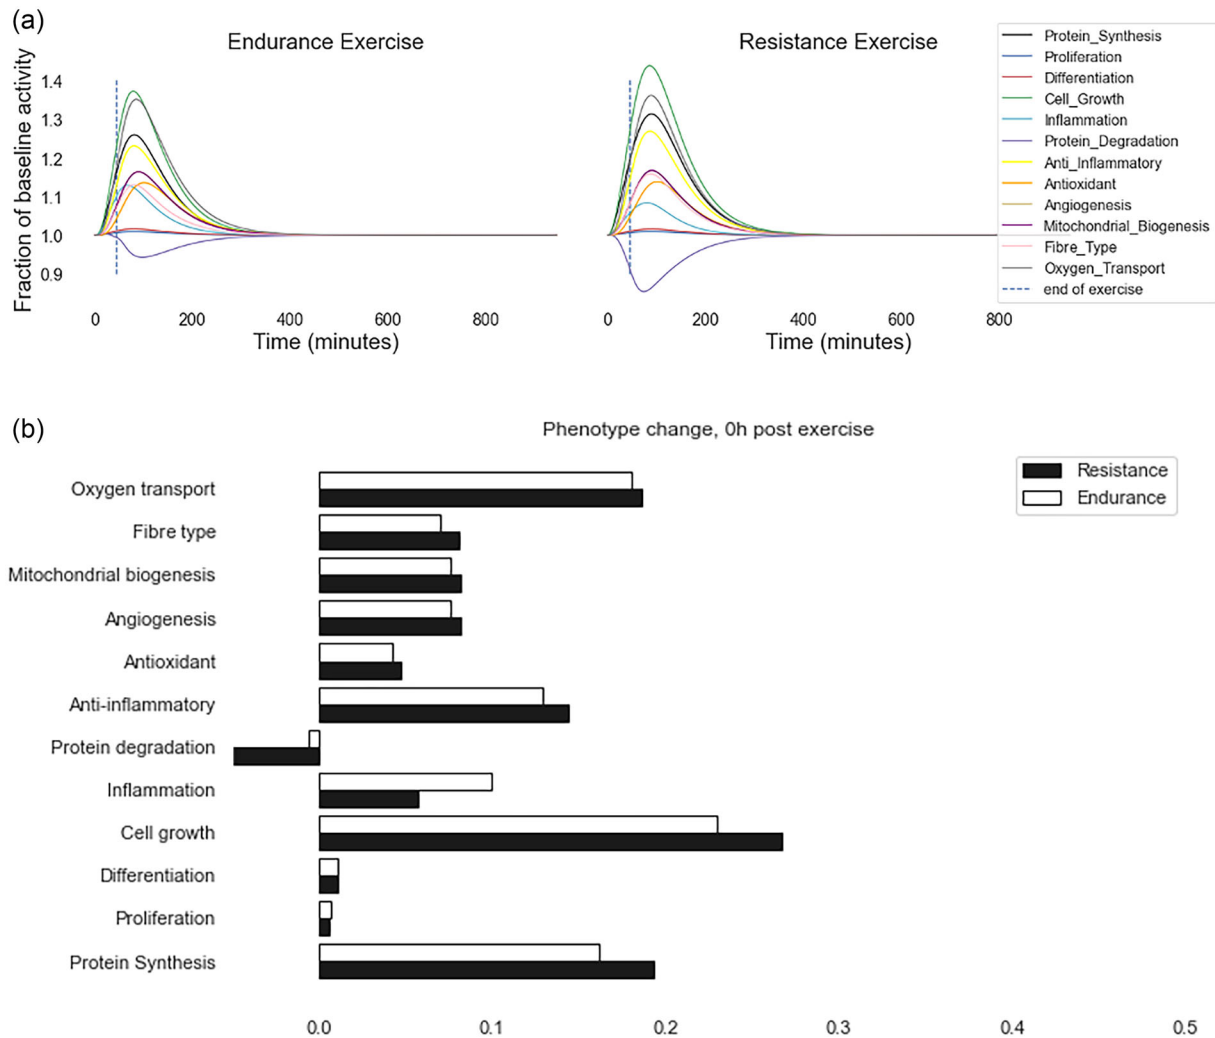 (a)
Endurance Exercise
Resistance Exercise
Fraction of baseline activity
1.4
1.3
1.2
1.1
1.0
0.9
0 200 400 600 800
Time (minutes)
0 200 400 600 800
Time (minutes)
Protein_Synthesis
Proliferation
Differentiation
Cell_Growth
Inflammation
Protein_Degradation
Anti_Inflammatory
Antioxidant
Angiogenesis
Mitochondrial_Biogenesis
Fibre_Type
Oxygen_Transport
end of exercise
(b)
Phenotype change, 0h post exercise
Resistance
Endurance
Oxygen transport
Fibre type
Mitochondrial biogenesis
Angiogenesis
Antioxidant
Anti-inflammatory
Protein degradation
Inflammation
Cell growth
Differentiation
Proliferation
Protein Synthesis
0.0 0.1 0.2 0.3 0.4 0.5